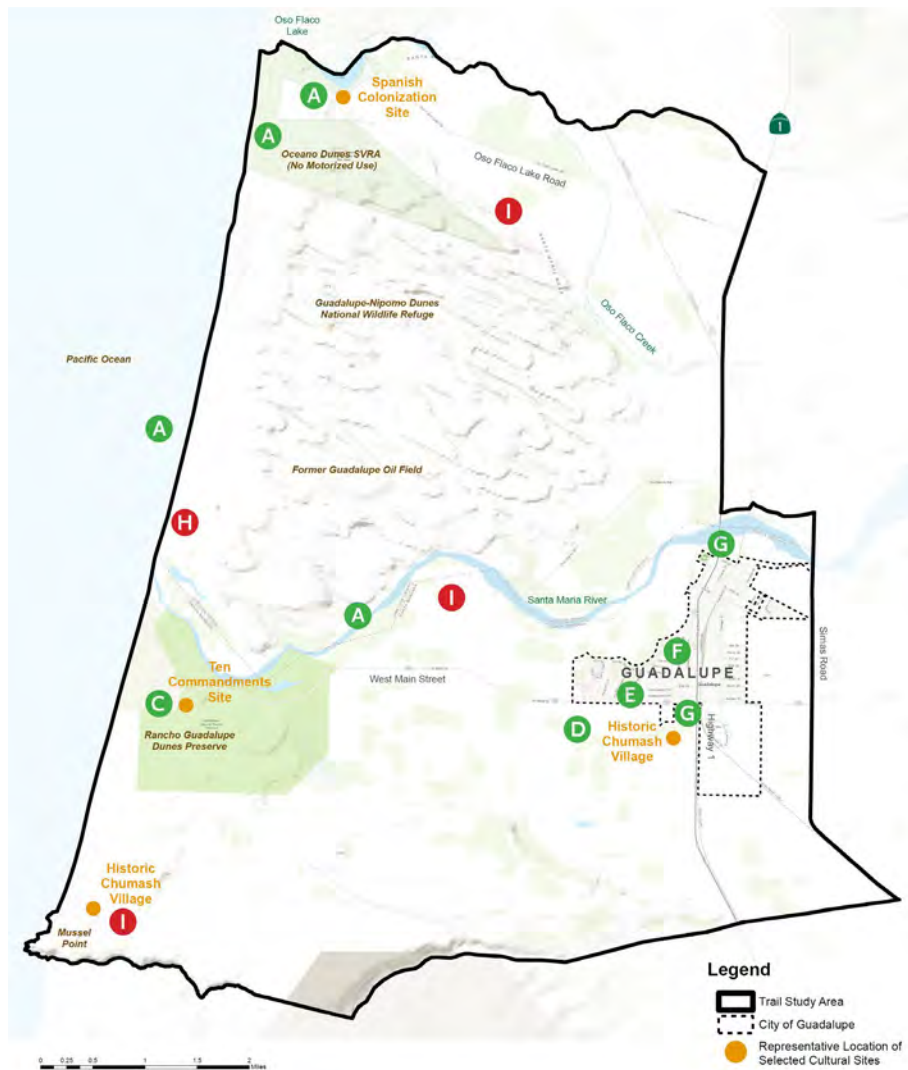 Oso Flaco
Lake
A
Spanish
Colonization
Site
1
A
Oceano Dunes SVRA
(No Motorized Use)
Oso Flaco Lake Road
I
Guadalupe-Nipomo Dunes
National Wildlife Refuge
Oso Flaco Creek
Pacific Ocean
A
Former Guadalupe Oil Field
H
G
I
Santa Maria River
A
F
GUADALUPE
Simas Road
Ten
Commandments
Site
West Main Street
E
C
G
D
Historic
Chumash
Village
Highway 1
Rancho Guadalupe
Dunes Preserve
Historic
Chumash
Village
I
Mussel
Point
Legend
Trail Study Area
City of Guadalupe
Representative Location of
Selected Cultural Sites
0 0.25 0.5 1 1.5 2
Miles